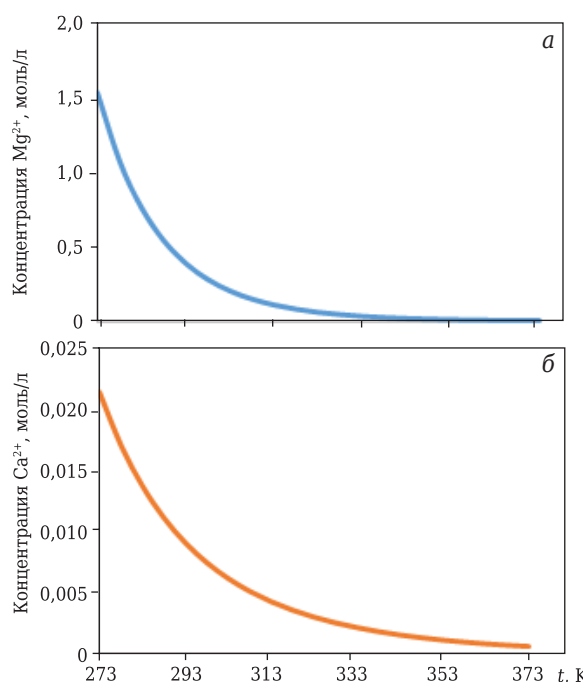 а
Концентрация Mg²⁺, моль/л
2,0
1,5
1,0
0,5
0
б
Концентрация Ca²⁺, моль/л
0,025
0,020
0,015
0,010
0,005
0
273 293 313 333 353 373 t, К